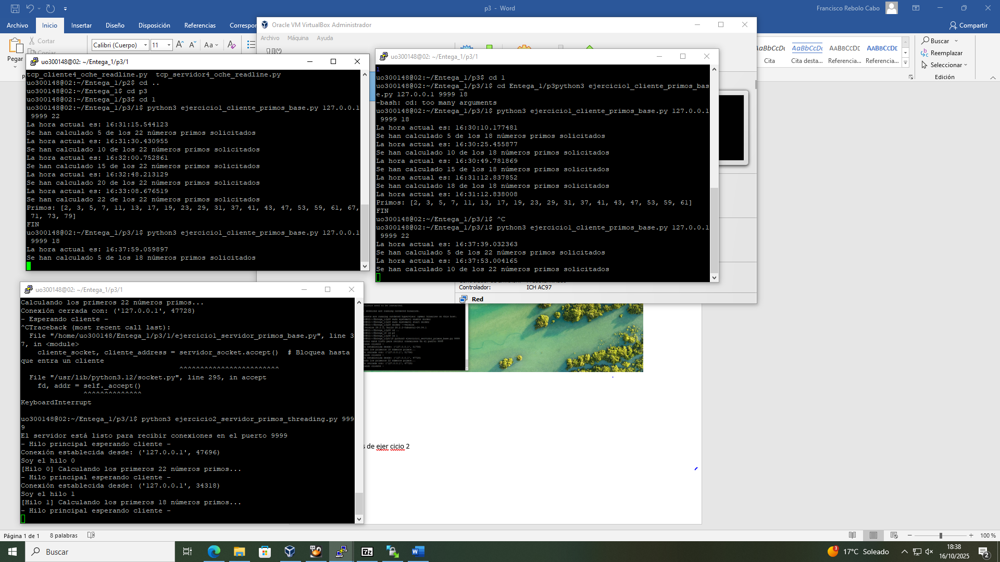 p3 - Word
Francisco Rebolo Cabo
Archivo
Inicio
Insertar
Diseño
Disposición
Referencias
Correspon
Compartir
Pegar
Cortar
Copiar
Calibri (Cuerpo)
11
Aa
AaBbCcDc
AaBbCcDc
AABBCCDE
AABBCCDE
Cita
Cita desta...
Referencia...
Referencia...
Buscar
Reemplazar
Seleccionar
Edición
Oracle VM VirtualBox Administrador
Archivo
Máquina
Ayuda
Controlador:
ICH AC97
Red
uo300148@02: ~/Entega_1/p3/1
tcp_cliente4_oche_readline.py  tcp_servidor4_oche_readline.py
uo300148@02:~/Entega_1/p2$ cd ..
uo300148@02:~/Entega_1$ cd p3
uo300148@02:~/Entega_1/p3$ cd 1
uo300148@02:~/Entega_1/p3/1$ python3 ejercicio1_cliente_primos_base.py 127.0.0.1
9999 22
La hora actual es: 16:31:15.544123
Se han calculado 5 de los 22 números primos solicitados
La hora actual es: 16:31:30.430955
Se han calculado 10 de los 22 números primos solicitados
La hora actual es: 16:32:00.752861
Se han calculado 15 de los 22 números primos solicitados
La hora actual es: 16:32:48.213129
Se han calculado 20 de los 22 números primos solicitados
La hora actual es: 16:33:08.676519
Se han calculado 22 de los 22 números primos solicitados
Primos: [2, 3, 5, 7, 11, 13, 17, 19, 23, 29, 31, 37, 41, 43, 47, 53, 59, 61, 67,
71, 73, 79]
FIN
uo300148@02:~/Entega_1/p3/1$ python3 ejercicio1_cliente_primos_base.py 127.0.0.1
9999 18
La hora actual es: 16:37:59.059897
Se han calculado 5 de los 18 números primos solicitados
uo300148@02: ~/Entega_1/p3/1
1
uo300148@02:~/Entega_1/p3$ cd 1
uo300148@02:~/Entega_1/p3/1$ cd Entega_1/p3python3 ejercicio1_cliente_primos_bas
e.py 127.0.0.1 9999 18
-bash: cd: too many arguments
uo300148@02:~/Entega_1/p3/1$ python3 ejercicio1_cliente_primos_base.py 127.0.0.1
9999 18
La hora actual es: 16:30:10.177481
Se han calculado 5 de los 18 números primos solicitados
La hora actual es: 16:30:25.455877
Se han calculado 10 de los 18 números primos solicitados
La hora actual es: 16:30:49.781869
Se han calculado 15 de los 18 números primos solicitados
La hora actual es: 16:31:12.837852
Se han calculado 18 de los 18 números primos solicitados
La hora actual es: 16:31:12.838008
Primos: [2, 3, 5, 7, 11, 13, 17, 19, 23, 29, 31, 37, 41, 43, 47, 53, 59, 61]
FIN
uo300148@02:~/Entega_1/p3/1$ ^C
uo300148@02:~/Entega_1/p3/1$ python3 ejercicio1_cliente_primos_base.py 127.0.0.1
9999 22
La hora actual es: 16:37:39.032363
Se han calculado 5 de los 22 números primos solicitados
La hora actual es: 16:37:53.004165
Se han calculado 10 de los 22 números primos solicitados
uo300148@02: ~/Entega_1/p3/1
Calculando los primeros 22 números primos...
Conexión cerrada con: ('127.0.0.1', 47728)
- Esperando cliente -
^CTraceback (most recent call last):
File "/home/uo300148/Entega_1/p3/1/ejercicio1_servidor_primos_base.py", line 3
7, in <module>
cliente_socket, cliente_address = servidor_socket.accept()  # Bloquea hasta
que entra un cliente
^^^^^^^^^^^^^^^^^^^^^^^^
File "/usr/lib/python3.12/socket.py", line 295, in accept
fd, addr = self._accept()
^^^^^^^^^^^^^^
KeyboardInterrupt
uo300148@02:~/Entega_1/p3/1$ python3 ejercicio2_servidor_primos_threading.py 999
9
El servidor está listo para recibir conexiones en el puerto 9999
- Hilo principal esperando cliente -
Conexión establecida desde: ('127.0.0.1', 47696)
Soy el hilo 0
[Hilo 0] Calculando los primeros 22 números primos...
- Hilo principal esperando cliente -
Conexión establecida desde: ('127.0.0.1', 34318)
Soy el hilo 1
[Hilo 1] Calculando los primeros 18 números primos...
- Hilo principal esperando cliente -
s de ejer cicio 2
Página 1 de 1
8 palabras
100 %
Buscar
17°C Soleado
18:38
16/10/2025